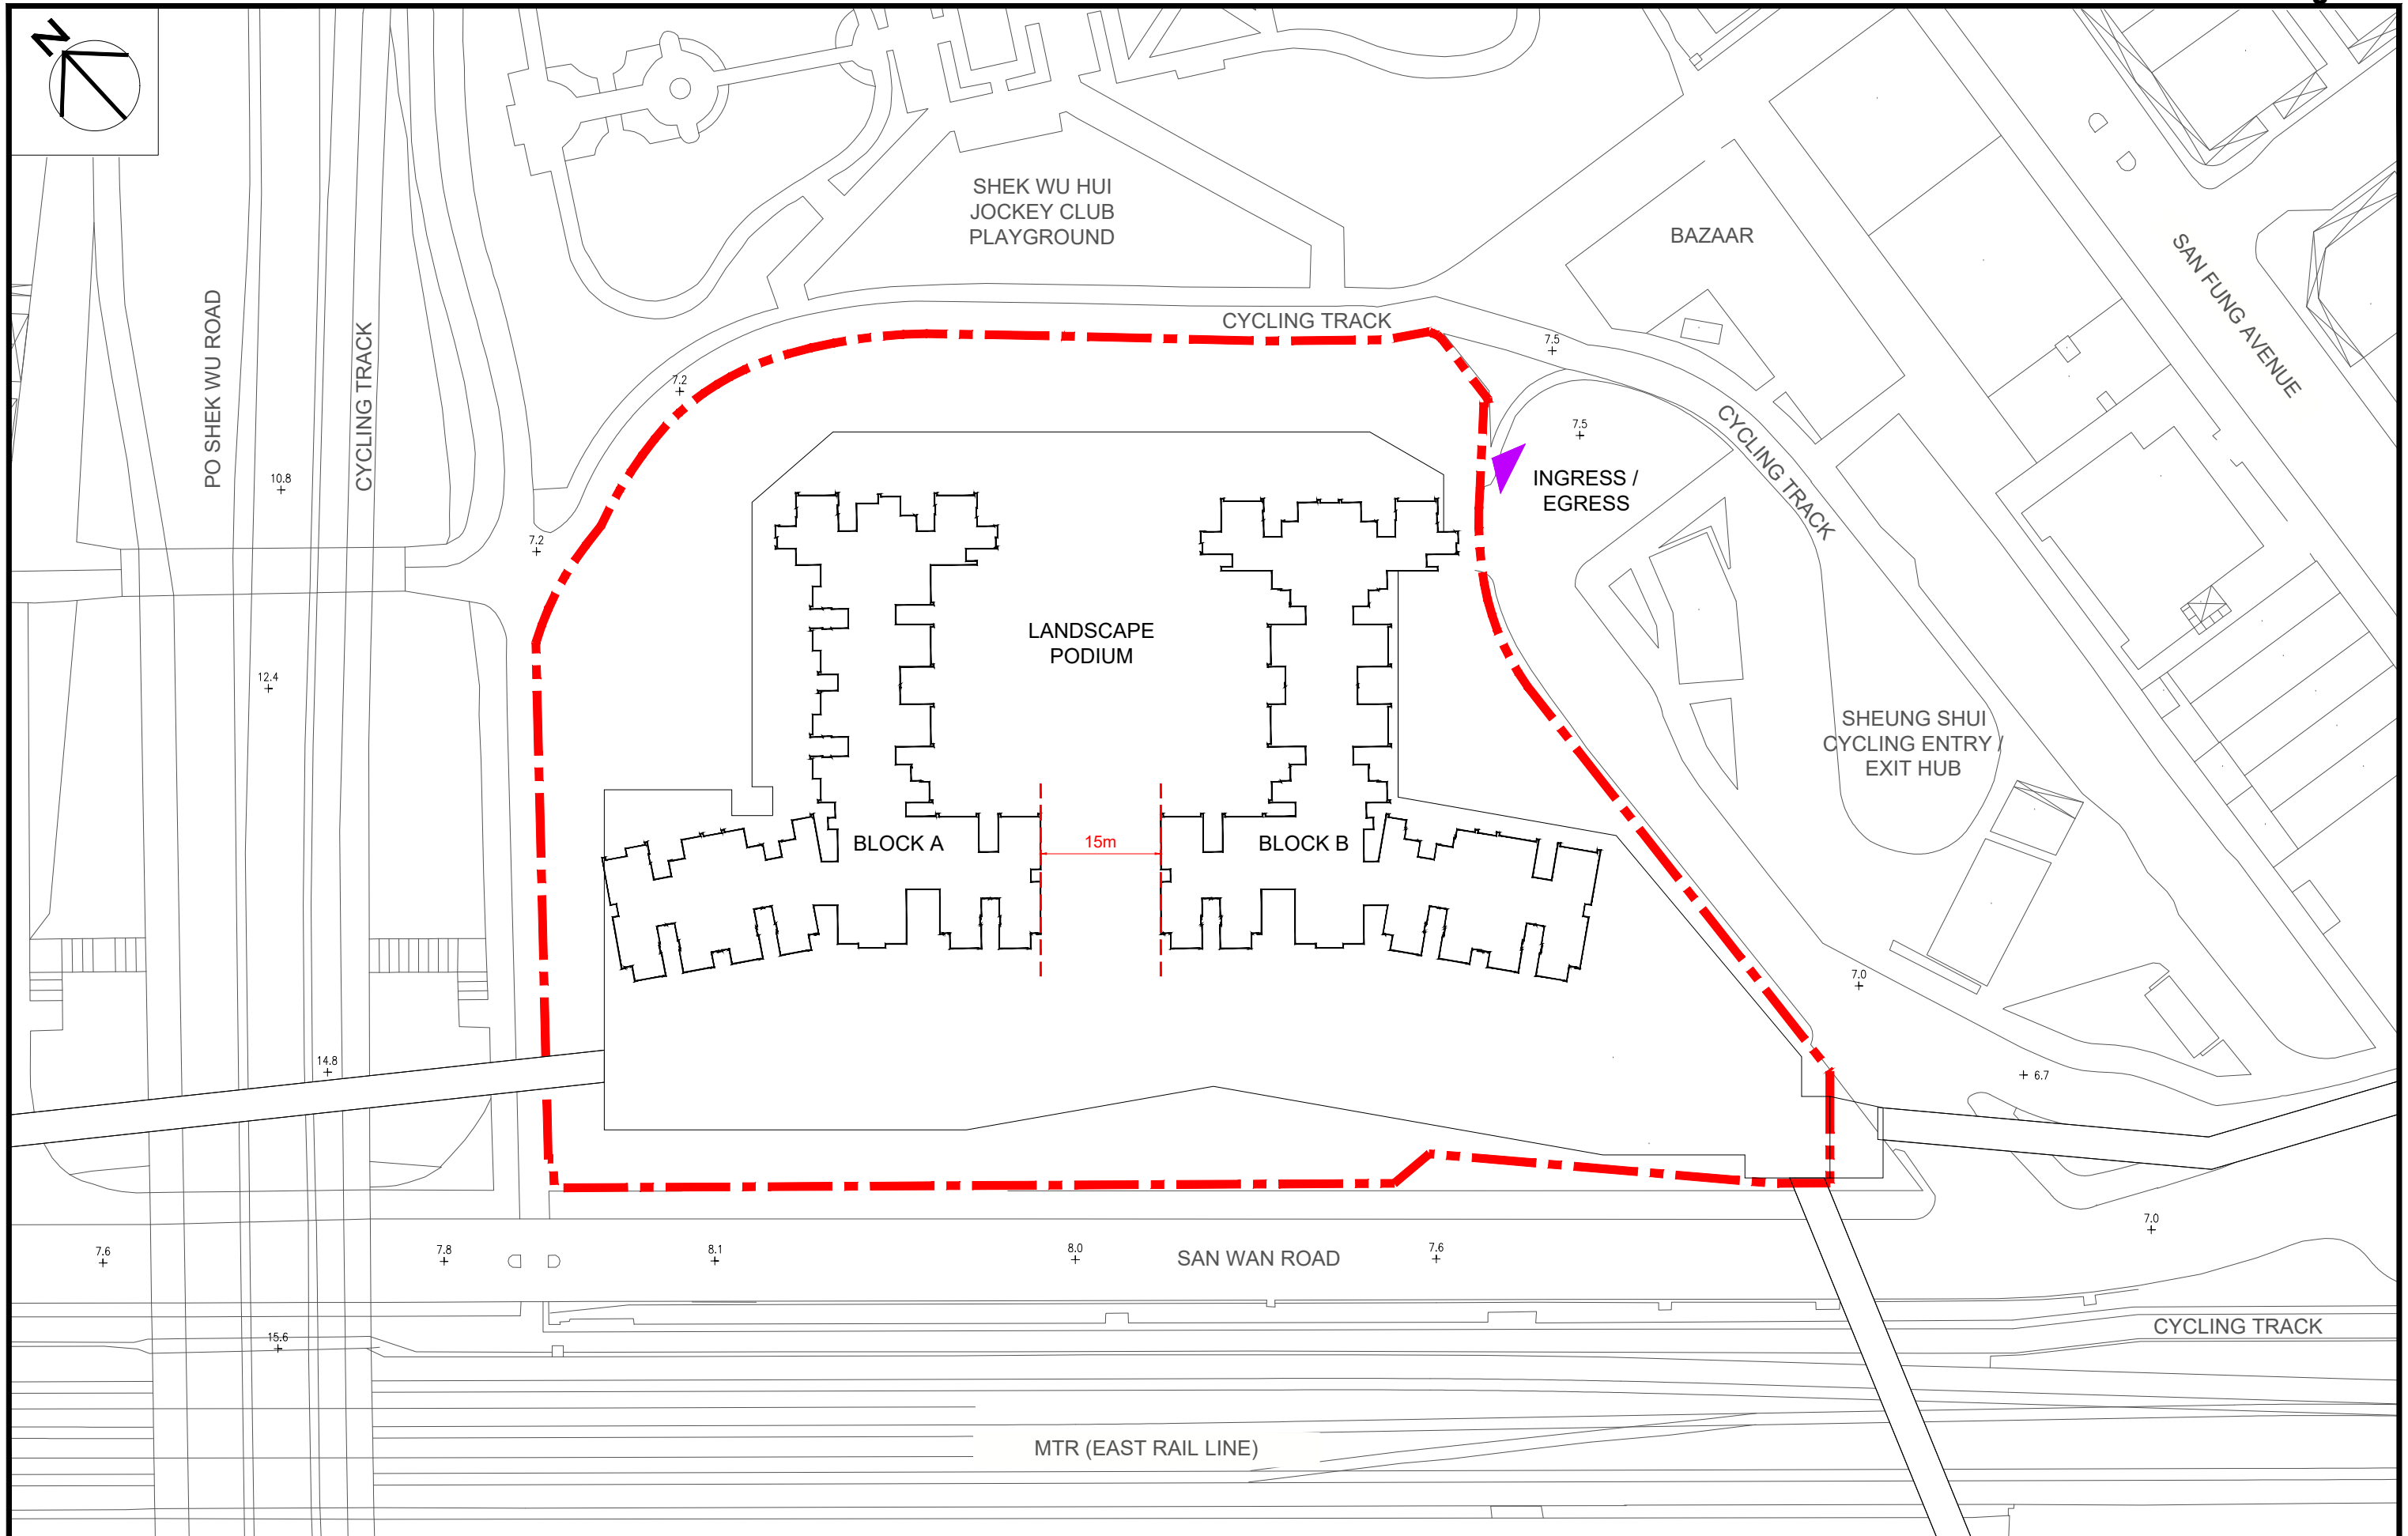 N
SHEK WU HUI
JOCKEY CLUB
PLAYGROUND
BAZAAR
SAN FUNG AVENUE
PO SHEK WU ROAD
CYCLING TRACK
CYCLING TRACK
7.5
7.2
CYCLING TRACK
7.5
INGRESS /
EGRESS
10.8
7.2
LANDSCAPE
PODIUM
12.4
SHEUNG SHUI
CYCLING ENTRY /
EXIT HUB
BLOCK A
15m
BLOCK B
7.0
14.8
6.7
7.0
7.6
7.8
8.1
8.0
SAN WAN ROAD
7.6
15.6
CYCLING TRACK
MTR (EAST RAIL LINE)